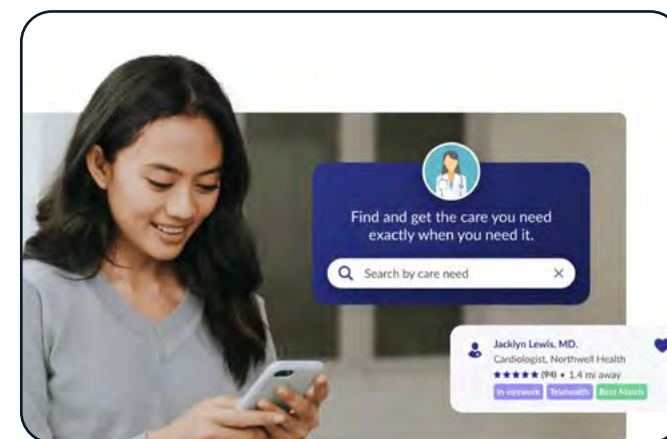 Find and get the care you need
exactly when you need it.
Search by care need
Jacklyn Lewis, MD.
Cardiologist, Northwell Health
★★★★★ (94) • 1.4 mi away
In-network Telehealth Best Match